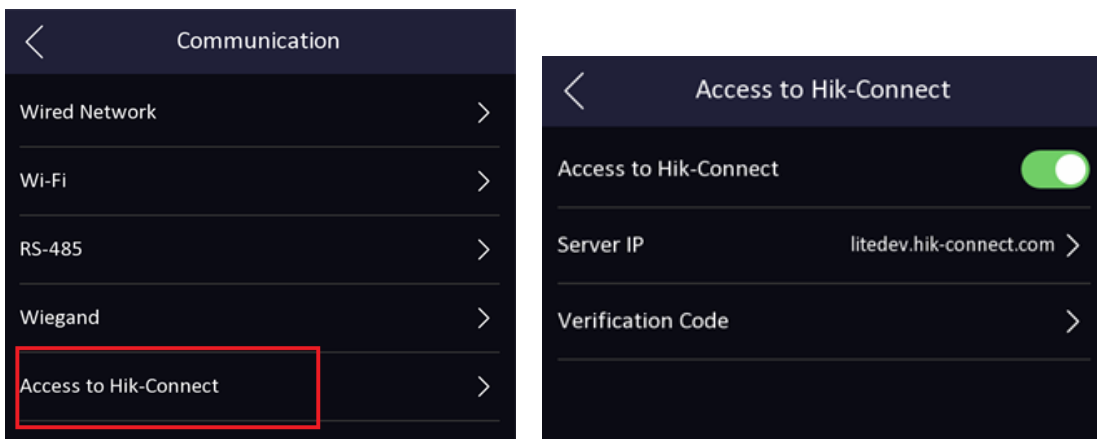 Communication
Wired Network
Wi-Fi
RS-485
Wiegand
Access to Hik-Connect
Access to Hik-Connect
Access to Hik-Connect
Server IP litedev.hik-connect.com
Verification Code